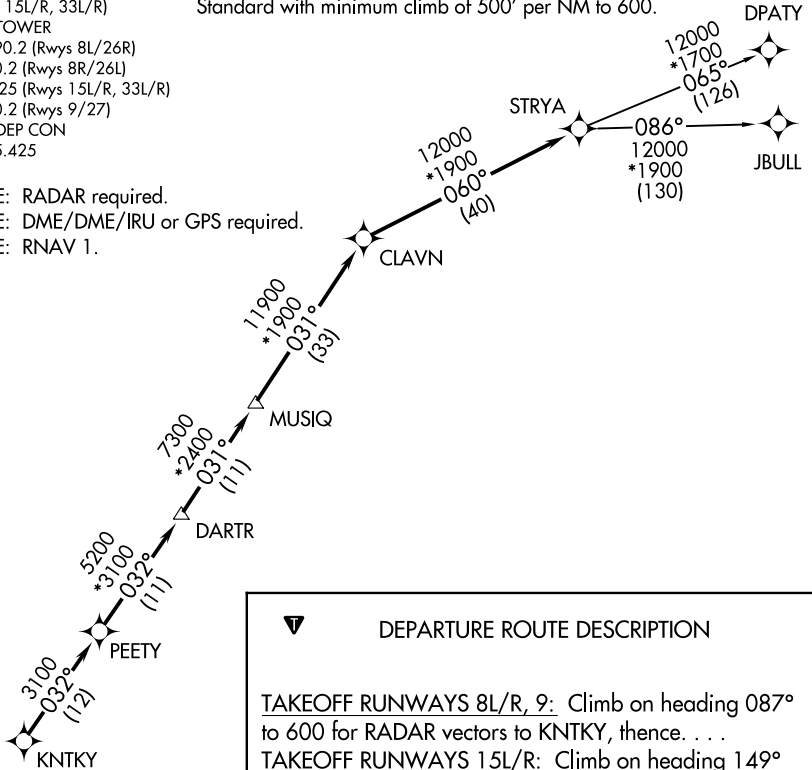 15L/R, 33L/R)
Standard with minimum climb of 500' per NM to 600.
TOWER
0.2 (Rwys 8L/26R)
0.2 (Rwys 8R/26L)
25 (Rwys 15L/R, 33L/R)
0.2 (Rwys 9/27)
DEP CON
.425
E: RADAR required.
E: DME/DME/IRU or GPS required.
E: RNAV 1.
DPATY
12000
*1700
065°
(126)
STRYA
086°
12000
*1900
(130)
JBULL
12000
*1900
060°
(40)
CLAVN
11900
*1900
031°
(33)
MUSIQ
7300
*2400
031°
(11)
DARTR
5200
*3100
032°
(11)
PEETY
3100
032°
(12)
KNTKY
T
DEPARTURE ROUTE DESCRIPTION
TAKEOFF RUNWAYS 8L/R, 9: Climb on heading 087°
to 600 for RADAR vectors to KNTKY, thence. . . .
TAKEOFF RUNWAYS 15L/R: Climb on heading 149°